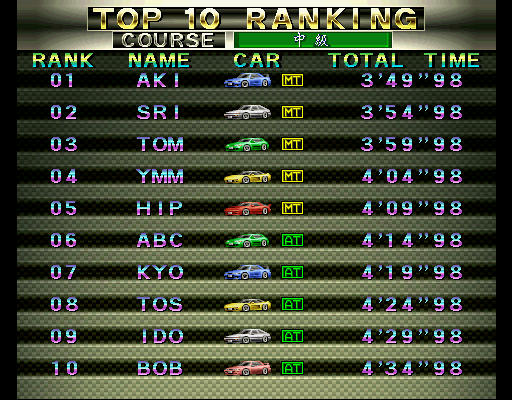 TOP 10 RANKING
COURSE 中級
RANK NAME CAR TOTAL TIME
01 AKI MT 3'49"98
02 SRI MT 3'54"98
03 TOM MT 3'59"98
04 YMM MT 4'04"98
05 HIP MT 4'09"98
06 ABC AT 4'14"98
07 KYO AT 4'19"98
08 TOS AT 4'24"98
09 IDO AT 4'29"98
10 BOB AT 4'34"98